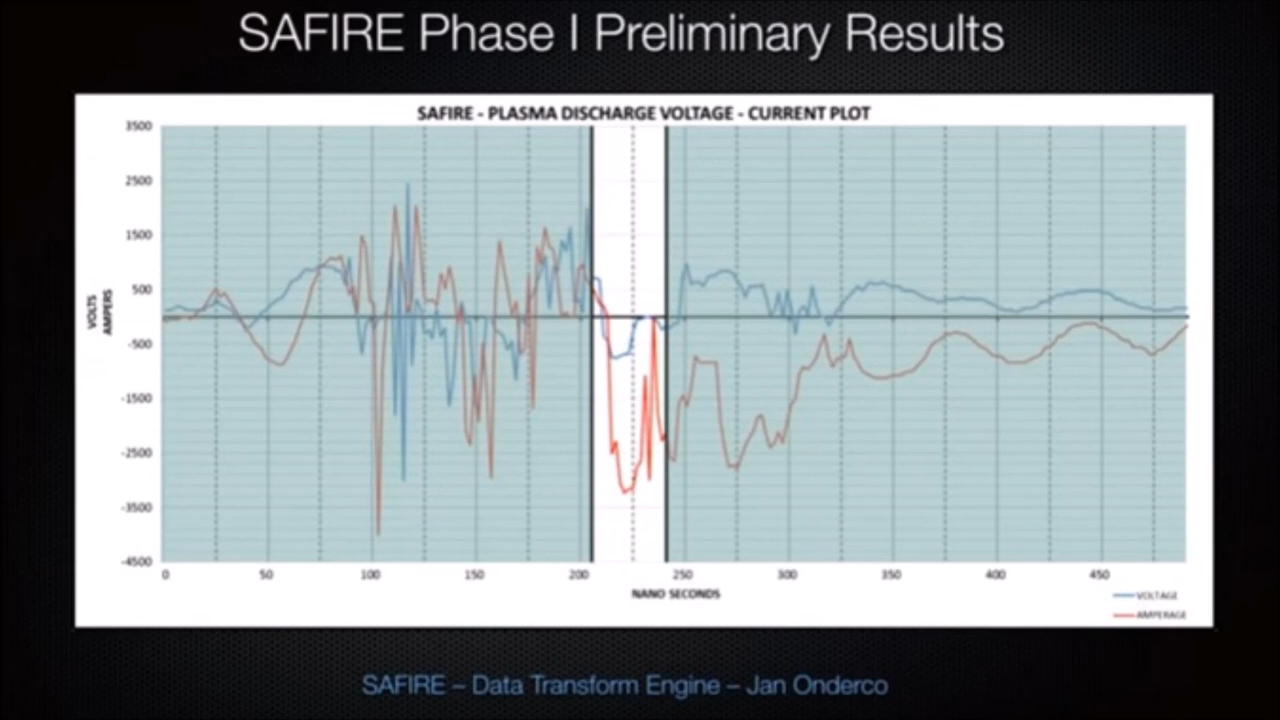 SAFIRE Phase I Preliminary Results
SAFIRE - PLASMA DISCHARGE VOLTAGE - CURRENT PLOT
3500
2500
1500
500
-500
-1500
-2500
-3500
-4500
VOLTS
AMPERS
0 50 100 150 200 250 300 350 400 450
NANO SECONDS
VOLTAGE
AMPERAGE
SAFIRE – Data Transform Engine – Jan Onderco